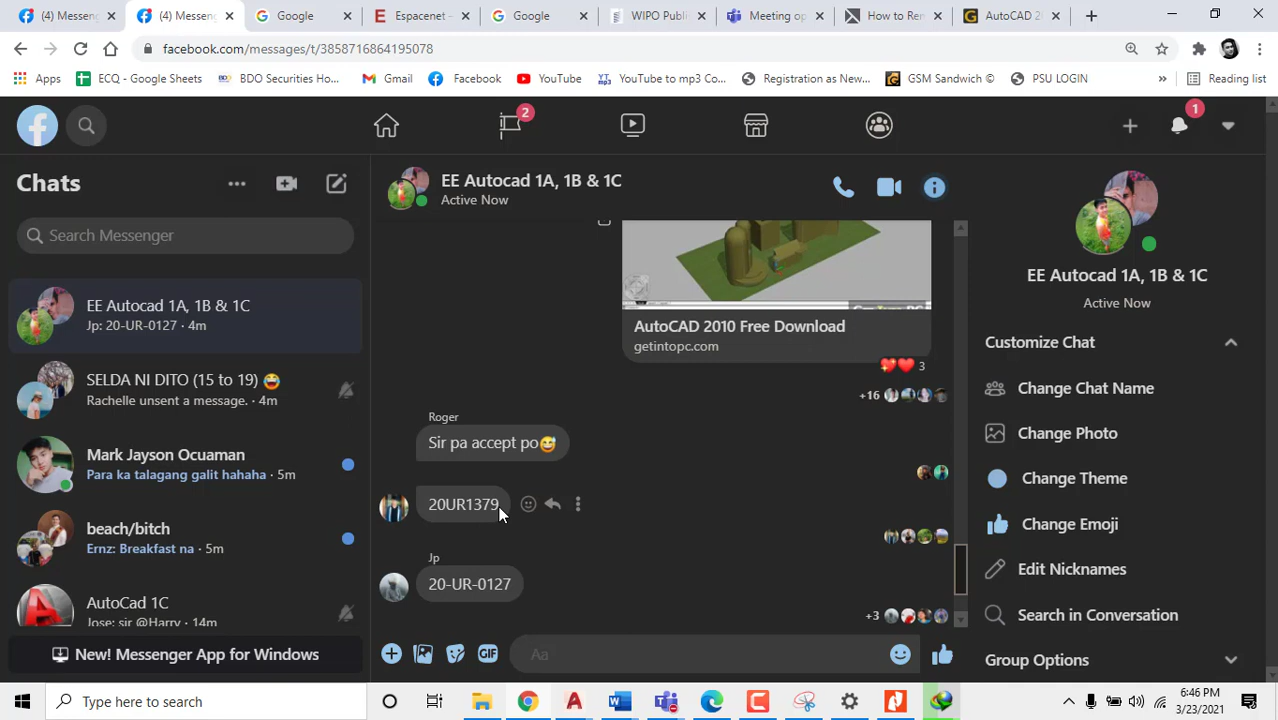 (4) Messeng
(4) Messeng
Google
Espacenet –
Google
WIPO Publi
Meeting op
How to Rer
AutoCAD 20
facebook.com/messages/t/3858716864195078
Apps
ECQ - Google Sheets
BDO Securities Ho...
Gmail
Facebook
YouTube
YouTube to mp3 Co...
Registration as New...
GSM Sandwich ©
PSU LOGIN
»
Reading list
2
1
Chats
Search Messenger
EE Autocad 1A, 1B & 1C
Jp: 20-UR-0127 · 4m
SELDA NI DITO (15 to 19) 😂
Rachelle unsent a message. · 4m
Mark Jayson Ocuaman
Para ka talagang galit hahaha · 5m
beach/bitch
Ernz: Breakfast na · 5m
AutoCad 1C
Jose: sir @Harry · 14m
New! Messenger App for Windows
EE Autocad 1A, 1B & 1C
Active Now
AutoCAD 2010 Free Download
getintopc.com
3
+16
Roger
Sir pa accept po😅
20UR1379
Jp
20-UR-0127
+3
GIF
Aa
EE Autocad 1A, 1B & 1C
Active Now
Customize Chat
Change Chat Name
Change Photo
Change Theme
Change Emoji
Edit Nicknames
Search in Conversation
Group Options
Type here to search
6:46 PM
3/23/2021